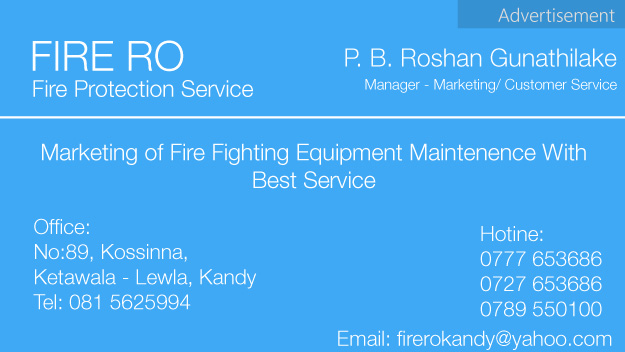 Advertisement
FIRE RO
Fire Protection Service
P. B. Roshan Gunathilake
Manager - Marketing/ Customer Service
Marketing of Fire Fighting Equipment Maintenence With
Best Service
Office:
No:89, Kossinna,
Ketawala - Lewla, Kandy
Tel: 081 5625994
Hotine:
0777 653686
0727 653686
0789 550100
Email: firerokandy@yahoo.com